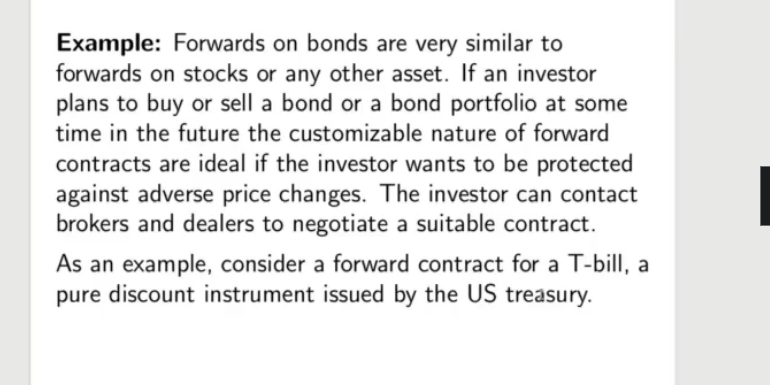 Example: Forwards on bonds are very similar to
forwards on stocks or any other asset. If an investor
plans to buy or sell a bond or a bond portfolio at some
time in the future the customizable nature of forward
contracts are ideal if the investor wants to be protected
against adverse price changes. The investor can contact
brokers and dealers to negotiate a suitable contract.
As an example, consider a forward contract for a T-bill, a
pure discount instrument issued by the US treasury.